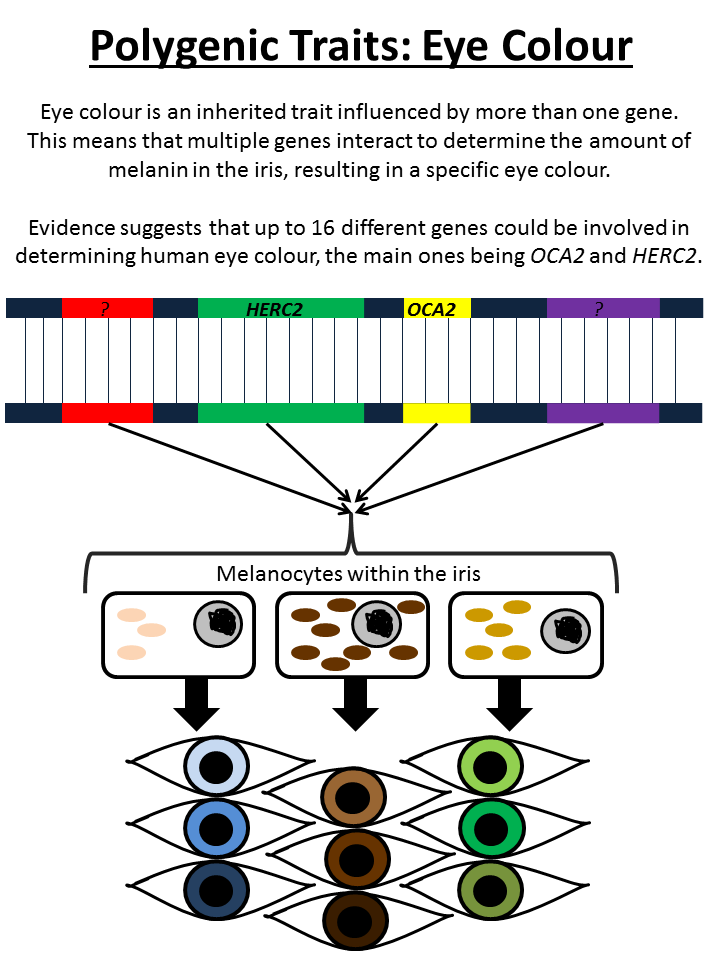 Polygenic Traits: Eye Colour
Eye colour is an inherited trait influenced by more than one gene.
This means that multiple genes interact to determine the amount of
melanin in the iris, resulting in a specific eye colour.
Evidence suggests that up to 16 different genes could be involved in
determining human eye colour, the main ones being OCA2 and HERC2.
? HERC2 OCA2 ?
Melanocytes within the iris